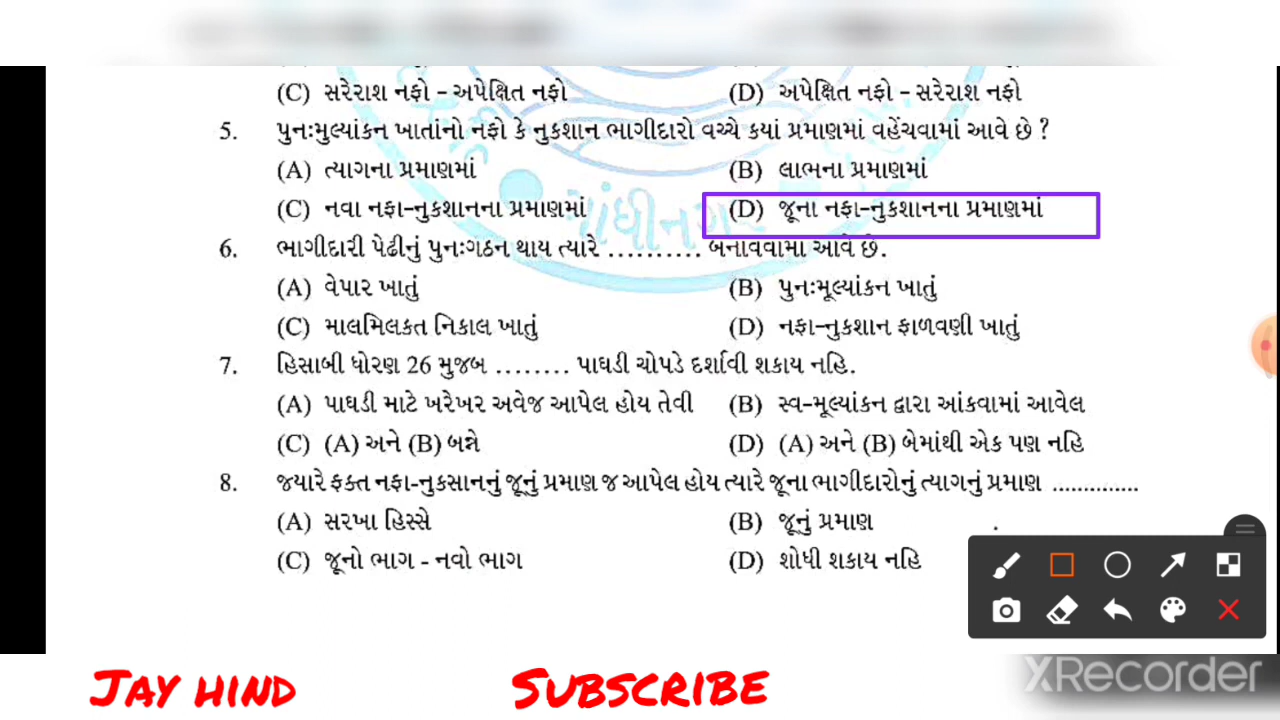 (C) સરેરાશ નફો – અપેક્ષિત નફો (D) અપેક્ષિત નફો – સરેરાશ નફો
5. પુનઃમુલ્યાંકન ખાતાંનો નફો કે નુકશાન ભાગીદારો વચ્ચે કયાં પ્રમાણમાં વહેંચવામાં આવે છે ?
(A) ત્યાગના પ્રમાણમાં (B) લાભના પ્રમાણમાં
(C) નવા નફા–નુકશાનના પ્રમાણમાં (D) જૂના નફા–નુકશાનના પ્રમાણમાં
ગાંધીનગર
6. ભાગીદારી પેઢીનું પુનઃગઠન થાય ત્યારે .......... બનાવવામાં આવે છે.
(A) વેપાર ખાતું (B) પુનઃમૂલ્યાંકન ખાતું
(C) માલમિલકત નિકાલ ખાતું (D) નફા–નુકશાન ફાળવણી ખાતું
7. હિસાબી ધોરણ 26 મુજબ ........ પાઘડી ચોપડે દર્શાવી શકાય નહિ.
(A) પાઘડી માટે ખરેખર અવેજ આપેલ હોય તેવી (B) સ્વ–મૂલ્યાંકન દ્વારા આંકવામાં આવેલ
(C) (A) અને (B) બન્ને (D) (A) અને (B) બેમાંથી એક પણ નહિ
8. જયારે ફક્ત નફા-નુકસાનનું જૂનું પ્રમાણ જ આપેલ હોય ત્યારે જૂના ભાગીદારોનું ત્યાગનું પ્રમાણ ..............
(A) સરખા હિસ્સે (B) જૂનું પ્રમાણ
(C) જૂનો ભાગ - નવો ભાગ (D) શોધી શકાય નહિ
JAY HIND SUBSCRIBE XRecorder